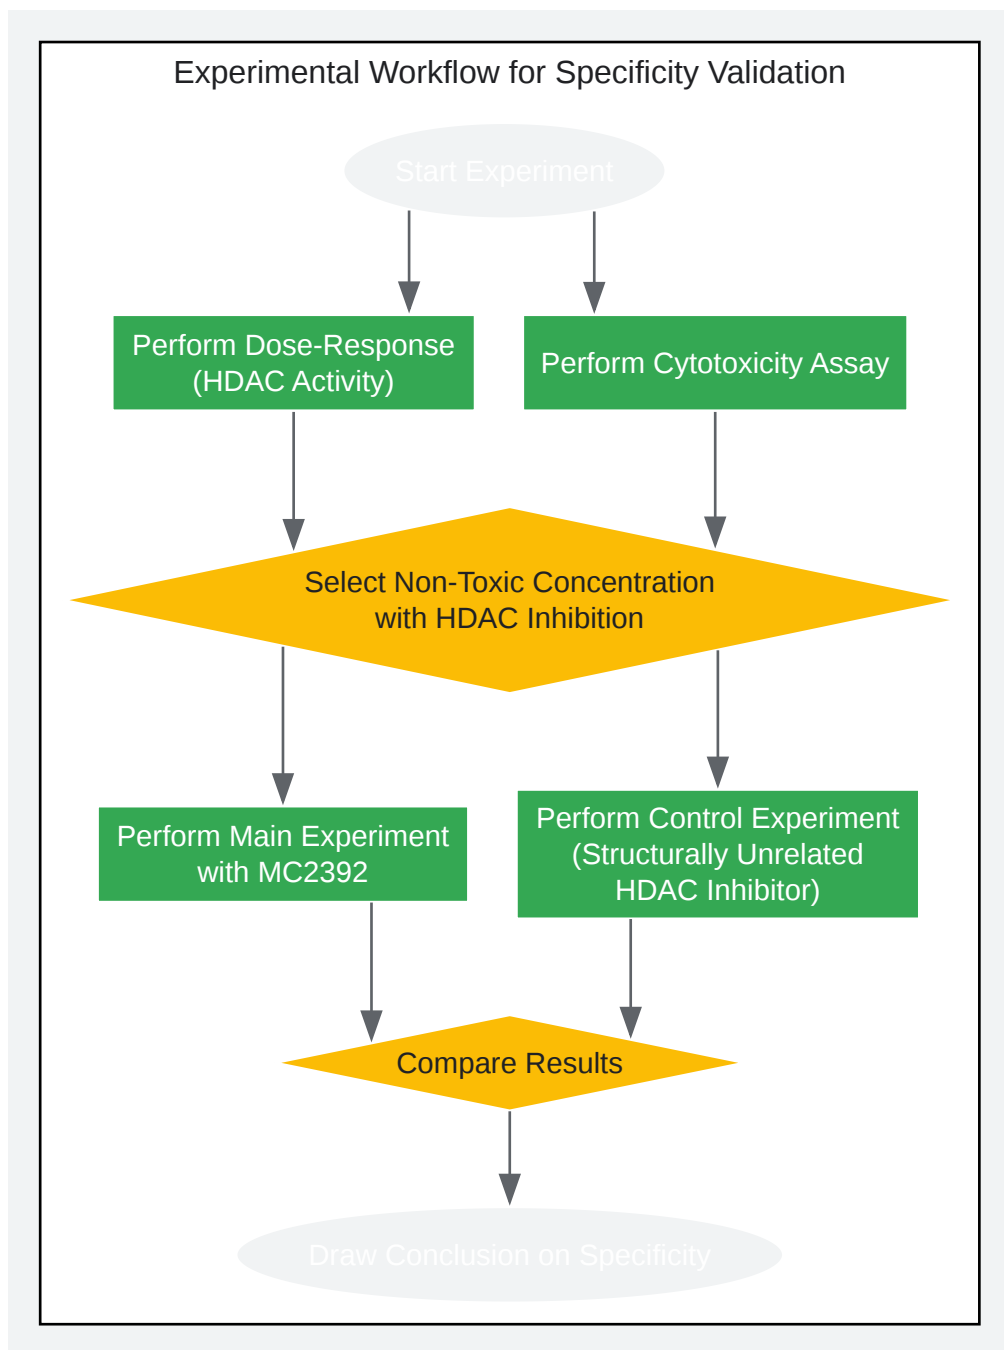 Experimental Workflow for Specificity Validation
Start Experiment
Perform Dose-Response
(HDAC Activity)
Perform Cytotoxicity Assay
Select Non-Toxic Concentration
with HDAC Inhibition
Perform Main Experiment
with MC2392
Perform Control Experiment
(Structurally Unrelated
HDAC Inhibitor)
Compare Results
Draw Conclusion on Specificity